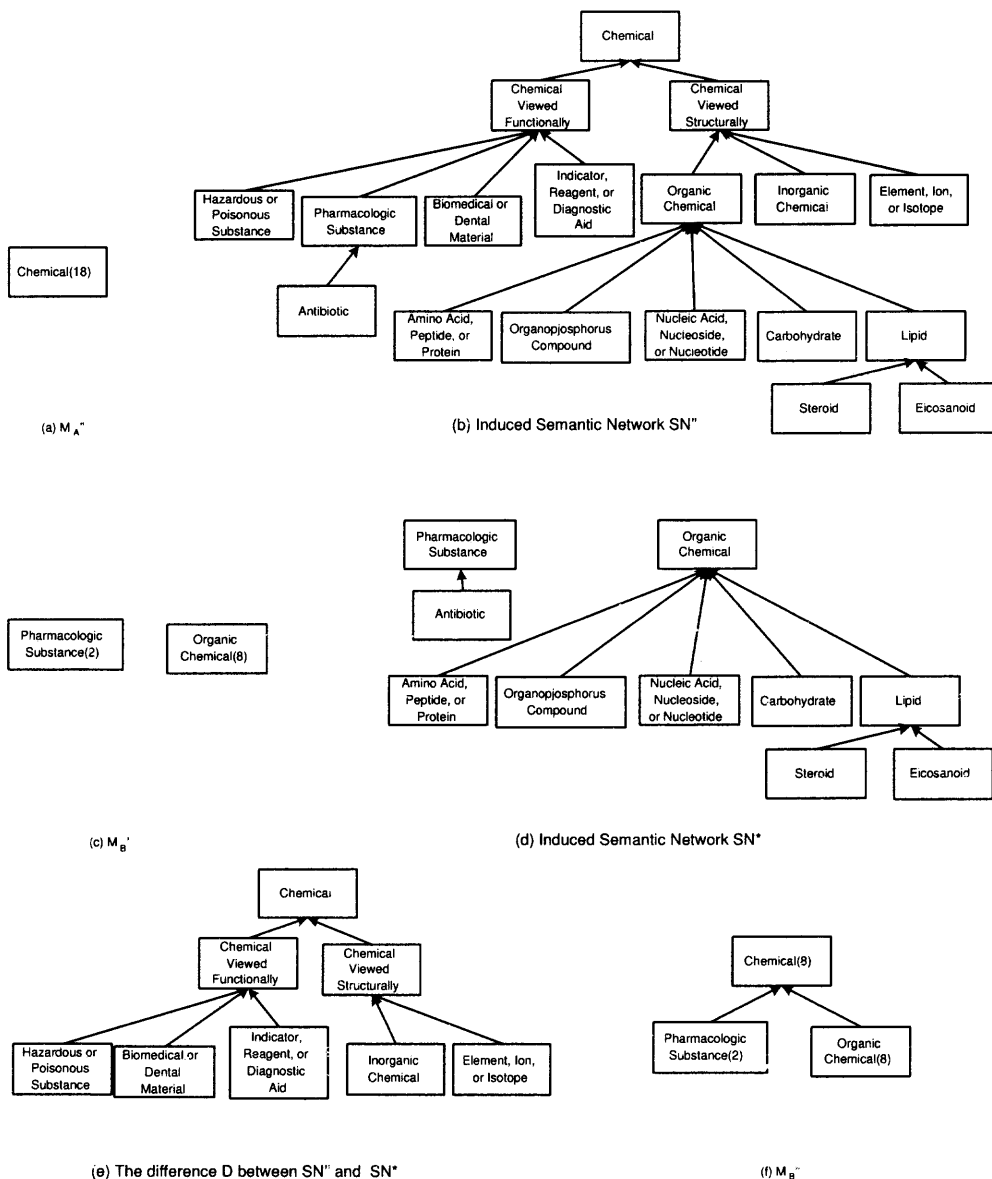 Chemical
Chemical
Viewed
Functionally
Chemical
Viewed
Structurally
Hazardous or
Poisonous
Substance
Pharmacologic
Substance
Biomedical or
Dental
Material
Indicator,
Reagent, or
Diagnostic
Aid
Organic
Chemical
Inorganic
Chemical
Element, Ion,
or Isotope
Chemical(18)
Antibiotic
Amino Acid,
Peptide, or
Protein
Organopjosphorus
Compound
Nucleic Acid,
Nucleoside,
or Nucleotide
Carbohydrate
Lipid
Steroid
Eicosanoid
(a) M_A"
(b) Induced Semantic Network SN"
Pharmacologic
Substance
Organic
Chemical
Antibiotic
Pharmacologic
Substance(2)
Organic
Chemical(8)
Amino Acid,
Peptide, or
Protein
Organopjosphorus
Compound
Nucleic Acid,
Nucleoside,
or Nucleotide
Carbohydrate
Lipid
Steroid
Eicosanoid
(c) M_B'
(d) Induced Semantic Network SN*
Chemical
Chemical
Viewed
Functionally
Chemical
Viewed
Structurally
Hazardous or
Poisonous
Substance
Biomedical or
Dental
Material
Indicator,
Reagent, or
Diagnostic
Aid
Inorganic
Chemical
Element, Ion,
or Isotope
Chemical(8)
Pharmacologic
Substance(2)
Organic
Chemical(8)
(e) The difference D between SN" and SN*
(f) M_B"